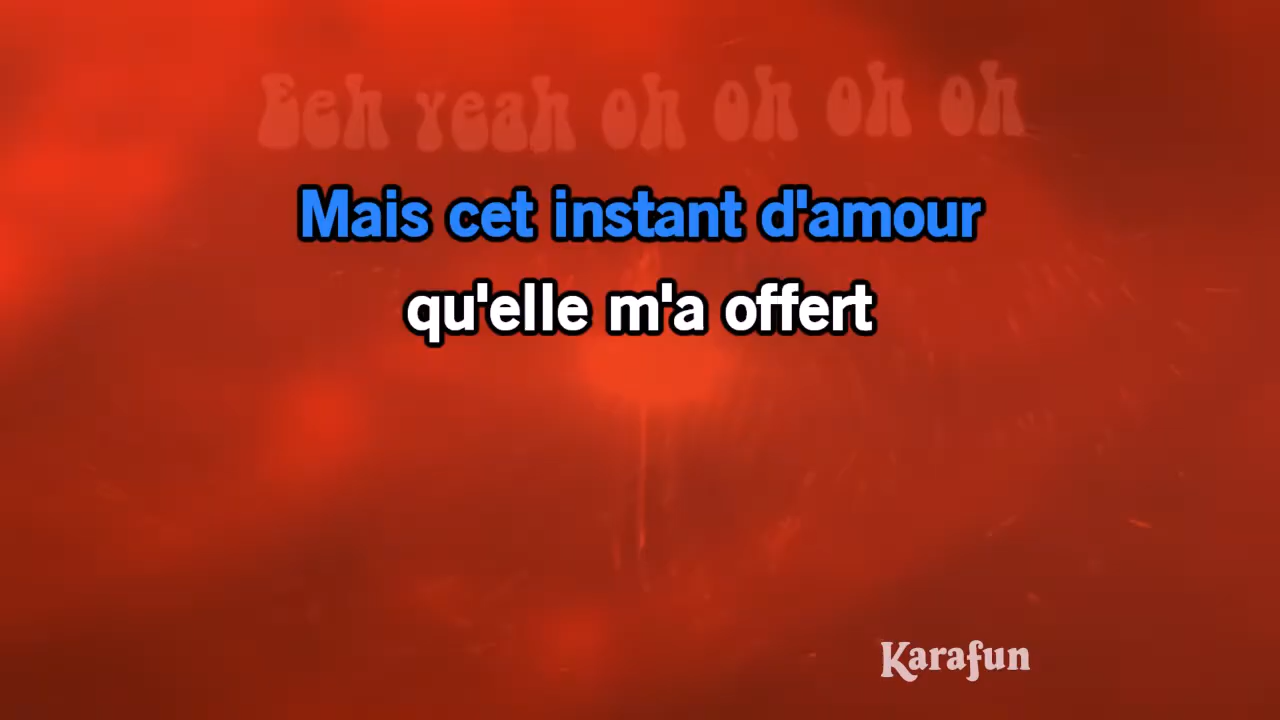 Eeh yeah oh oh oh oh
Mais cet instant d'amour
qu'elle m'a offert
Karafun